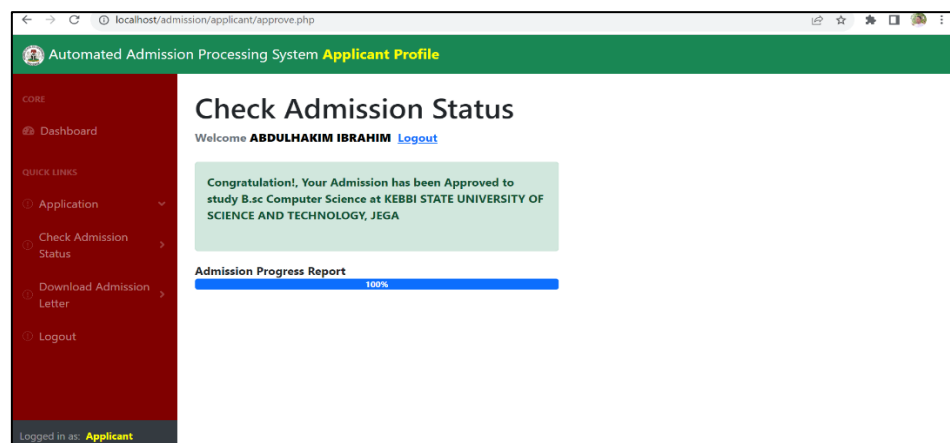 localhost/admission/applicant/approve.php
Automated Admission Processing System Applicant Profile
CORE
Dashboard
QUICK LINKS
Application
Check Admission
Status
Download Admission
Letter
Logout
Logged in as: Applicant
Check Admission Status
Welcome ABDULHAKIM IBRAHIM Logout
Congratulation!, Your Admission has been Approved to
study B.sc Computer Science at KEBBI STATE UNIVERSITY OF
SCIENCE AND TECHNOLOGY, JEGA
Admission Progress Report
100%